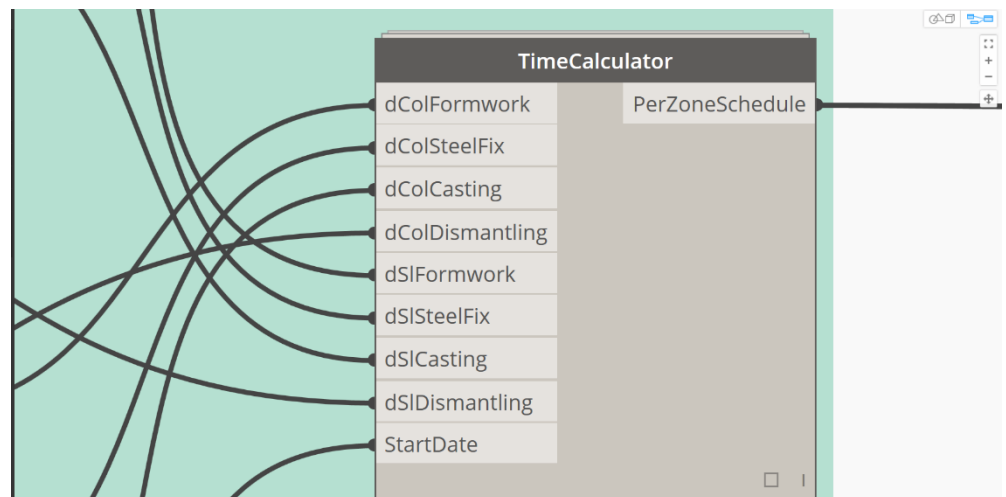 TimeCalculator
dColFormwork
PerZoneSchedule
dColSteelFix
dColCasting
dColDismantling
dSlFormwork
dSlSteelFix
dSlCasting
dSlDismantling
StartDate